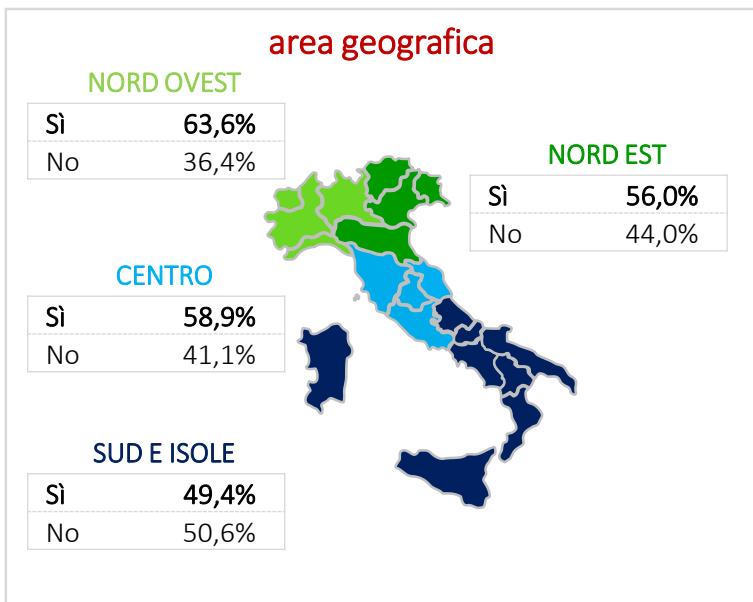 area geografica
NORD OVEST
Sì 63,6%
No 36,4%
NORD EST
Sì 56,0%
No 44,0%
CENTRO
Sì 58,9%
No 41,1%
SUD E ISOLE
Sì 49,4%
No 50,6%